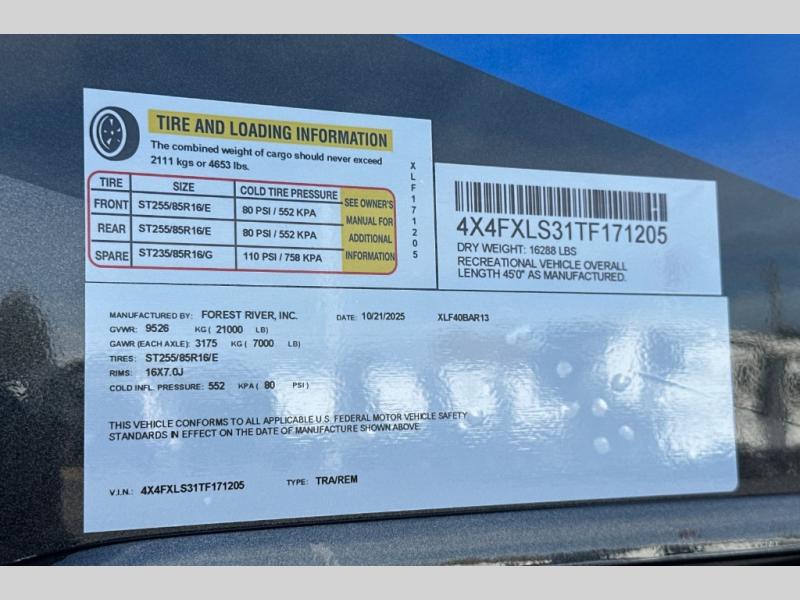 TIRE AND LOADING INFORMATION
The combined weight of cargo should never exceed
2111 kgs or 4653 lbs.
TIRE SIZE COLD TIRE PRESSURE
FRONT ST255/85R16/E 80 PSI / 552 KPA
REAR ST255/85R16/E 80 PSI / 552 KPA
SPARE ST235/85R16/G 110 PSI / 758 KPA
SEE OWNER'S
MANUAL FOR
ADDITIONAL
INFORMATION
XLF171205
4X4FXLS31TF171205
DRY WEIGHT: 16288 LBS
RECREATIONAL VEHICLE OVERALL
LENGTH 45'0" AS MANUFACTURED.
MANUFACTURED BY: FOREST RIVER, INC. DATE: 10/21/2025 XLF40BAR13
GVWR: 9526 KG ( 21000 LB)
GAWR (EACH AXLE): 3175 KG ( 7000 LB)
TIRES: ST255/85R16/E
RIMS: 16X7.0J
COLD INFL. PRESSURE: 552 KPA ( 80 PSI )
THIS VEHICLE CONFORMS TO ALL APPLICABLE U.S. FEDERAL MOTOR VEHICLE SAFETY
STANDARDS IN EFFECT ON THE DATE OF MANUFACTURE SHOWN ABOVE
V.I.N.: 4X4FXLS31TF171205 TYPE: TRA/REM